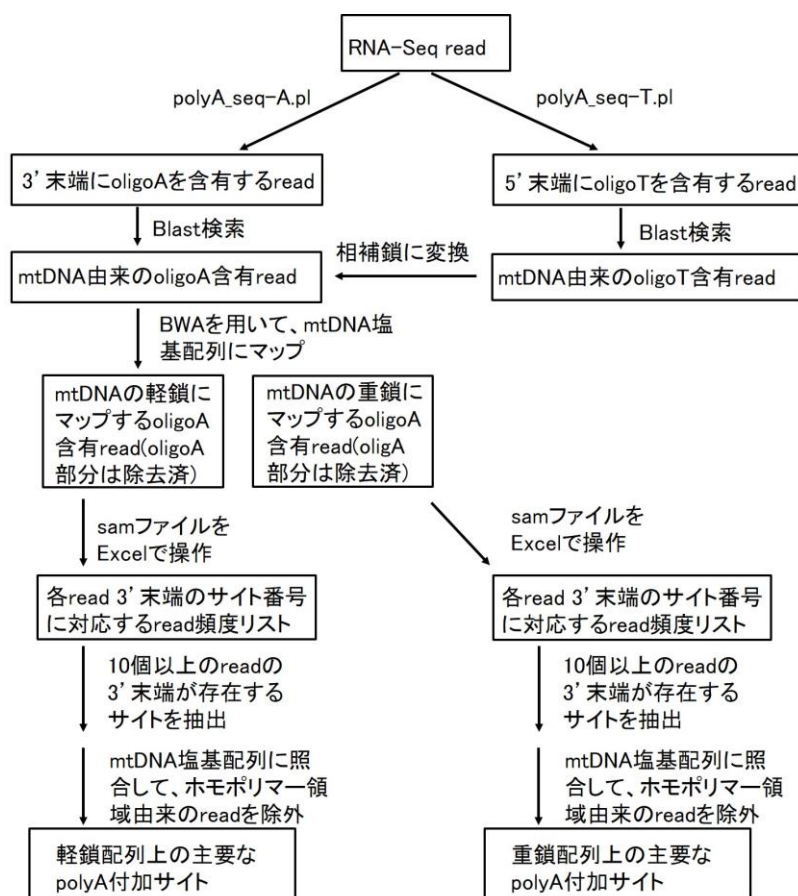 RNA-Seq read
polyA_seq-A.pl
polyA_seq-T.pl
3’末端にoligoAを含有するread
5’末端にoligoTを含有するread
Blast検索
Blast検索
相補鎖に変換
mtDNA由来のoligoA含有read
mtDNA由来のoligoT含有read
BWAを用いて、mtDNA塩
基配列にマップ
mtDNAの軽鎖に
マップするoligoA
含有read(oligoA
部分は除去済)
mtDNAの重鎖に
マップするoligoA
含有read(oligA
部分は除去済)
samファイルを
Excelで操作
samファイルを
Excelで操作
各read 3’末端のサイト番号
に対応するread頻度リスト
各read 3’末端のサイト番号
に対応するread頻度リスト
10個以上のreadの
3’末端が存在する
サイトを抽出
10個以上のreadの
3’末端が存在する
サイトを抽出
mtDNA塩基配列に照
合して、ホモポリマー領
域由来のreadを除外
mtDNA塩基配列に照
合して、ホモポリマー領
域由来のreadを除外
軽鎖配列上の主要な
polyA付加サイト
重鎖配列上の主要な
polyA付加サイト